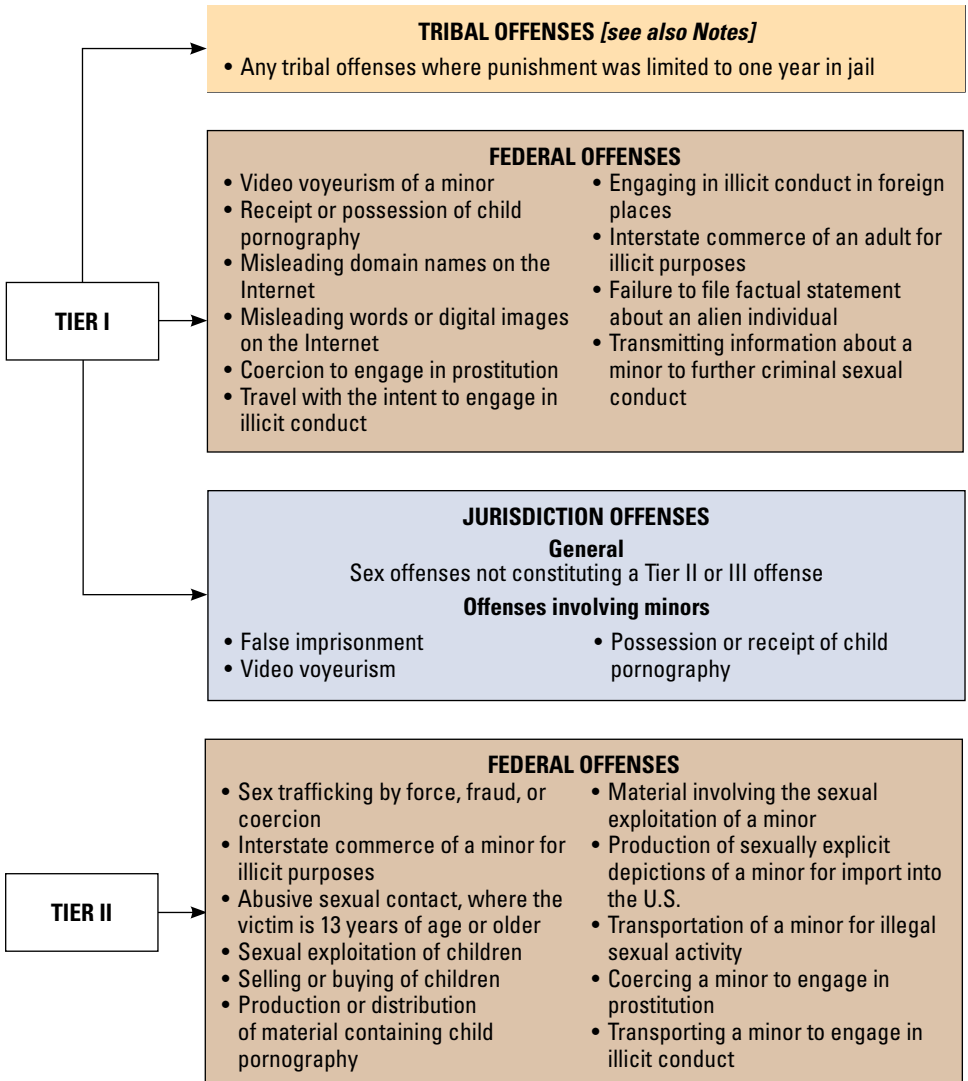 TRIBAL OFFENSES [see also Notes]
• Any tribal offenses where punishment was limited to one year in jail
TIER I
FEDERAL OFFENSES
• Video voyeurism of a minor
• Receipt or possession of child
pornography
• Misleading domain names on the
Internet
• Misleading words or digital images
on the Internet
• Coercion to engage in prostitution
• Travel with the intent to engage in
illicit conduct
• Engaging in illicit conduct in foreign
places
• Interstate commerce of an adult for
illicit purposes
• Failure to file factual statement
about an alien individual
• Transmitting information about a
minor to further criminal sexual
conduct
JURISDICTION OFFENSES
General
Sex offenses not constituting a Tier II or III offense
Offenses involving minors
• False imprisonment
• Video voyeurism
• Possession or receipt of child
pornography
TIER II
FEDERAL OFFENSES
• Sex trafficking by force, fraud, or
coercion
• Interstate commerce of a minor for
illicit purposes
• Abusive sexual contact, where the
victim is 13 years of age or older
• Sexual exploitation of children
• Selling or buying of children
• Production or distribution
of material containing child
pornography
• Material involving the sexual
exploitation of a minor
• Production of sexually explicit
depictions of a minor for import into
the U.S.
• Transportation of a minor for illegal
sexual activity
• Coercing a minor to engage in
prostitution
• Transporting a minor to engage in
illicit conduct